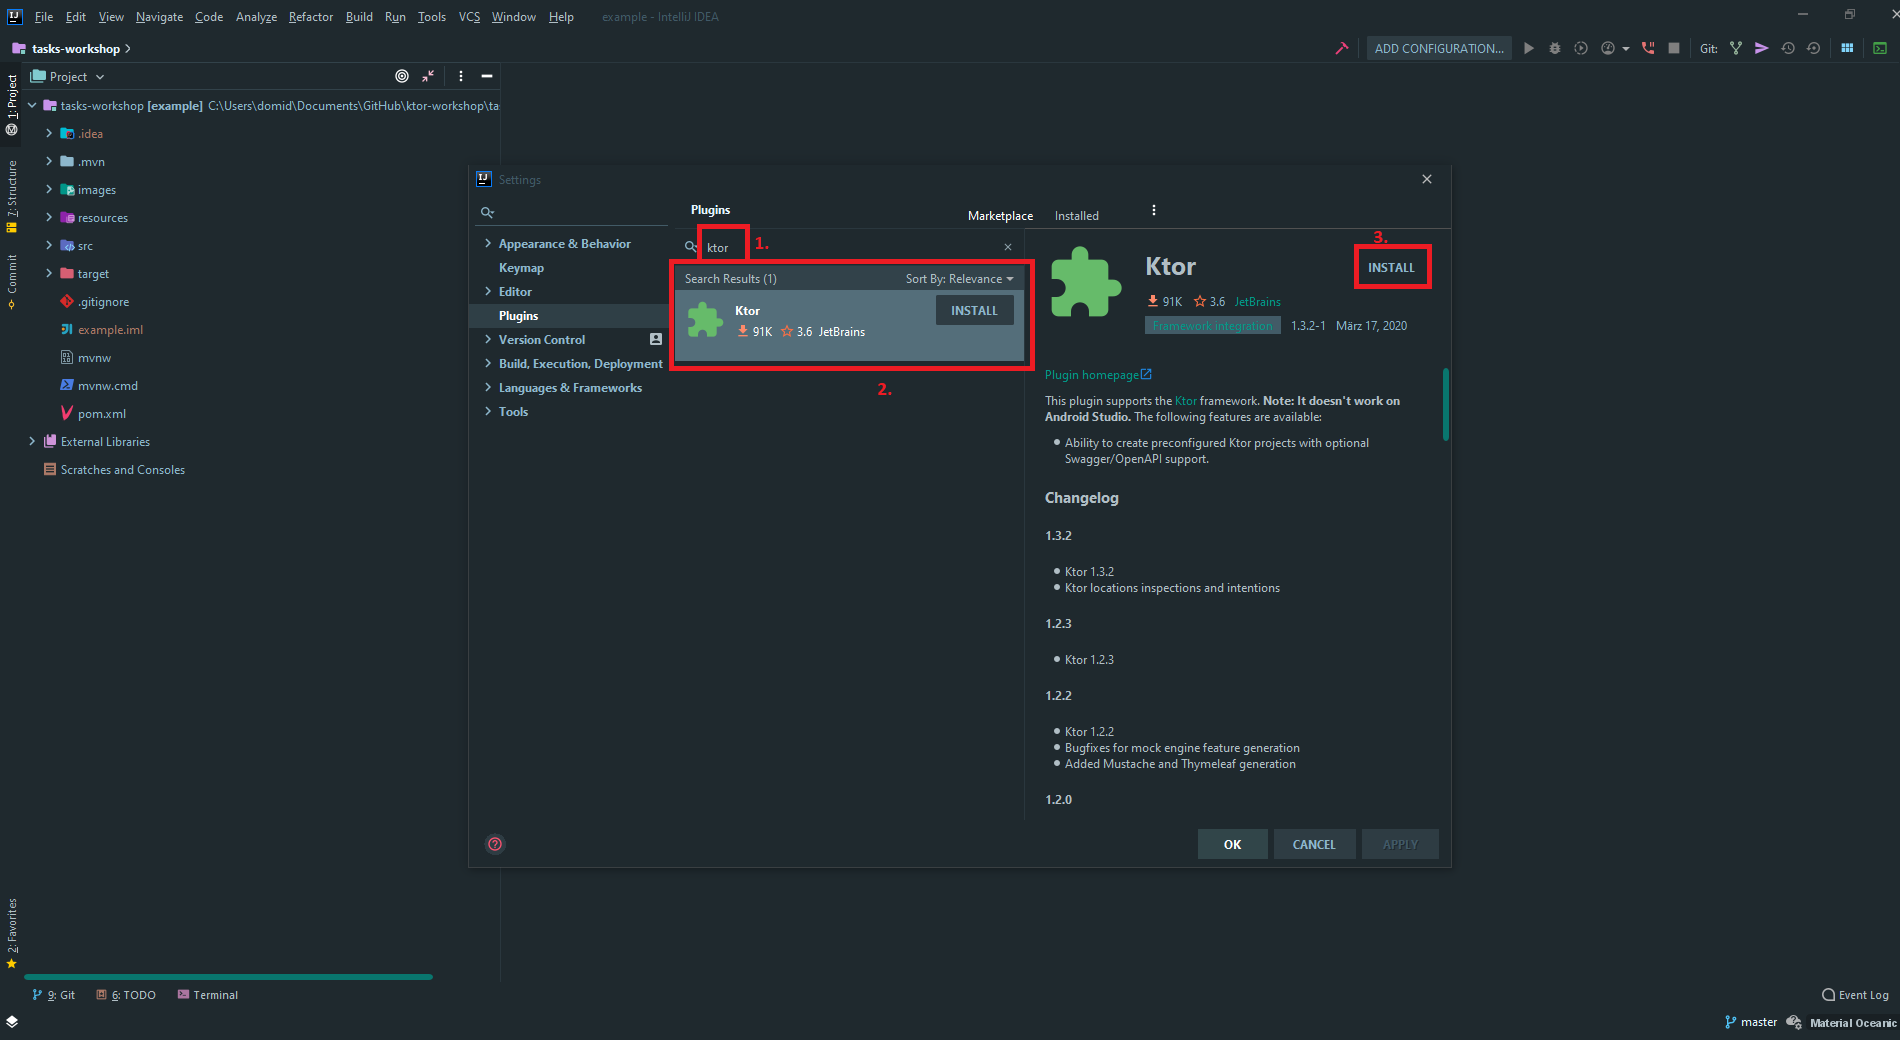 File Edit View Navigate Code Analyze Refactor Build Run Tools VCS Window Help example - IntelliJ IDEA
tasks-workshop
ADD CONFIGURATION... Git:
Project
1: Project
7: Structure
Commit
2: Favorites
tasks-workshop [example] C:\Users\domid\Documents\GitHub\ktor-workshop\ta
.idea
.mvn
images
resources
src
target
.gitignore
example.iml
mvnw
mvnw.cmd
pom.xml
External Libraries
Scratches and Consoles
Settings
Appearance & Behavior
Keymap
Editor
Plugins
Version Control
Build, Execution, Deployment
Languages & Frameworks
Tools
Plugins
Marketplace Installed
ktor
1.
Search Results (1) Sort By: Relevance
Ktor
INSTALL
91K 3.6 JetBrains
2.
3.
Ktor
INSTALL
91K 3.6 JetBrains
Framework integration 1.3.2-1 März 17, 2020
Plugin homepage
This plugin supports the Ktor framework. Note: It doesn't work on
Android Studio. The following features are available:
• Ability to create preconfigured Ktor projects with optional
Swagger/OpenAPI support.
Changelog
1.3.2
• Ktor 1.3.2
• Ktor locations inspections and intentions
1.2.3
• Ktor 1.2.3
1.2.2
• Ktor 1.2.2
• Bugfixes for mock engine feature generation
• Added Mustache and Thymeleaf generation
1.2.0
OK CANCEL APPLY
9: Git 6: TODO Terminal
Event Log
master Material Oceanic